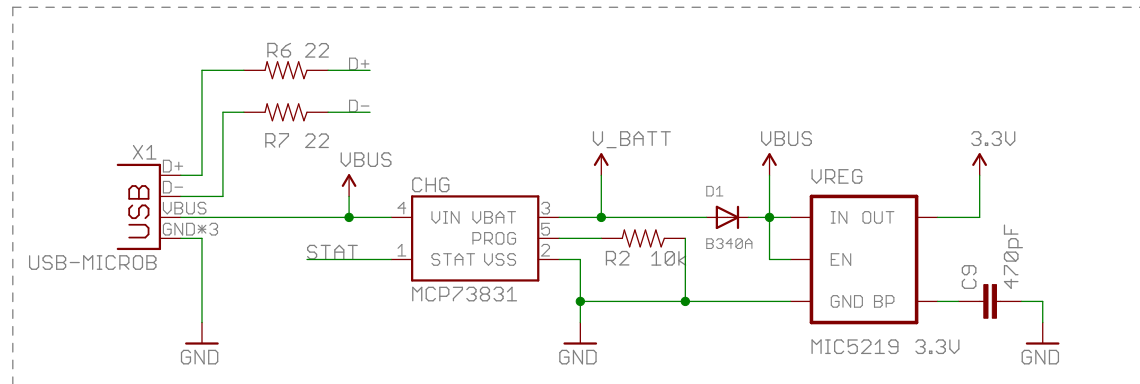 R6 22
D+
D-
R7 22
X1
D+
D-
VBUS
GND*3
USB
USB-MICROB
GND
VBUS
STAT
CHG
4
VIN VBAT
3
PROG
5
1
STAT VSS
2
MCP73831
V_BATT
R2 10k
GND
D1
B340A
VBUS
VREG
IN OUT
EN
GND BP
MIC5219 3.3V
3.3V
C9
470pF
GND